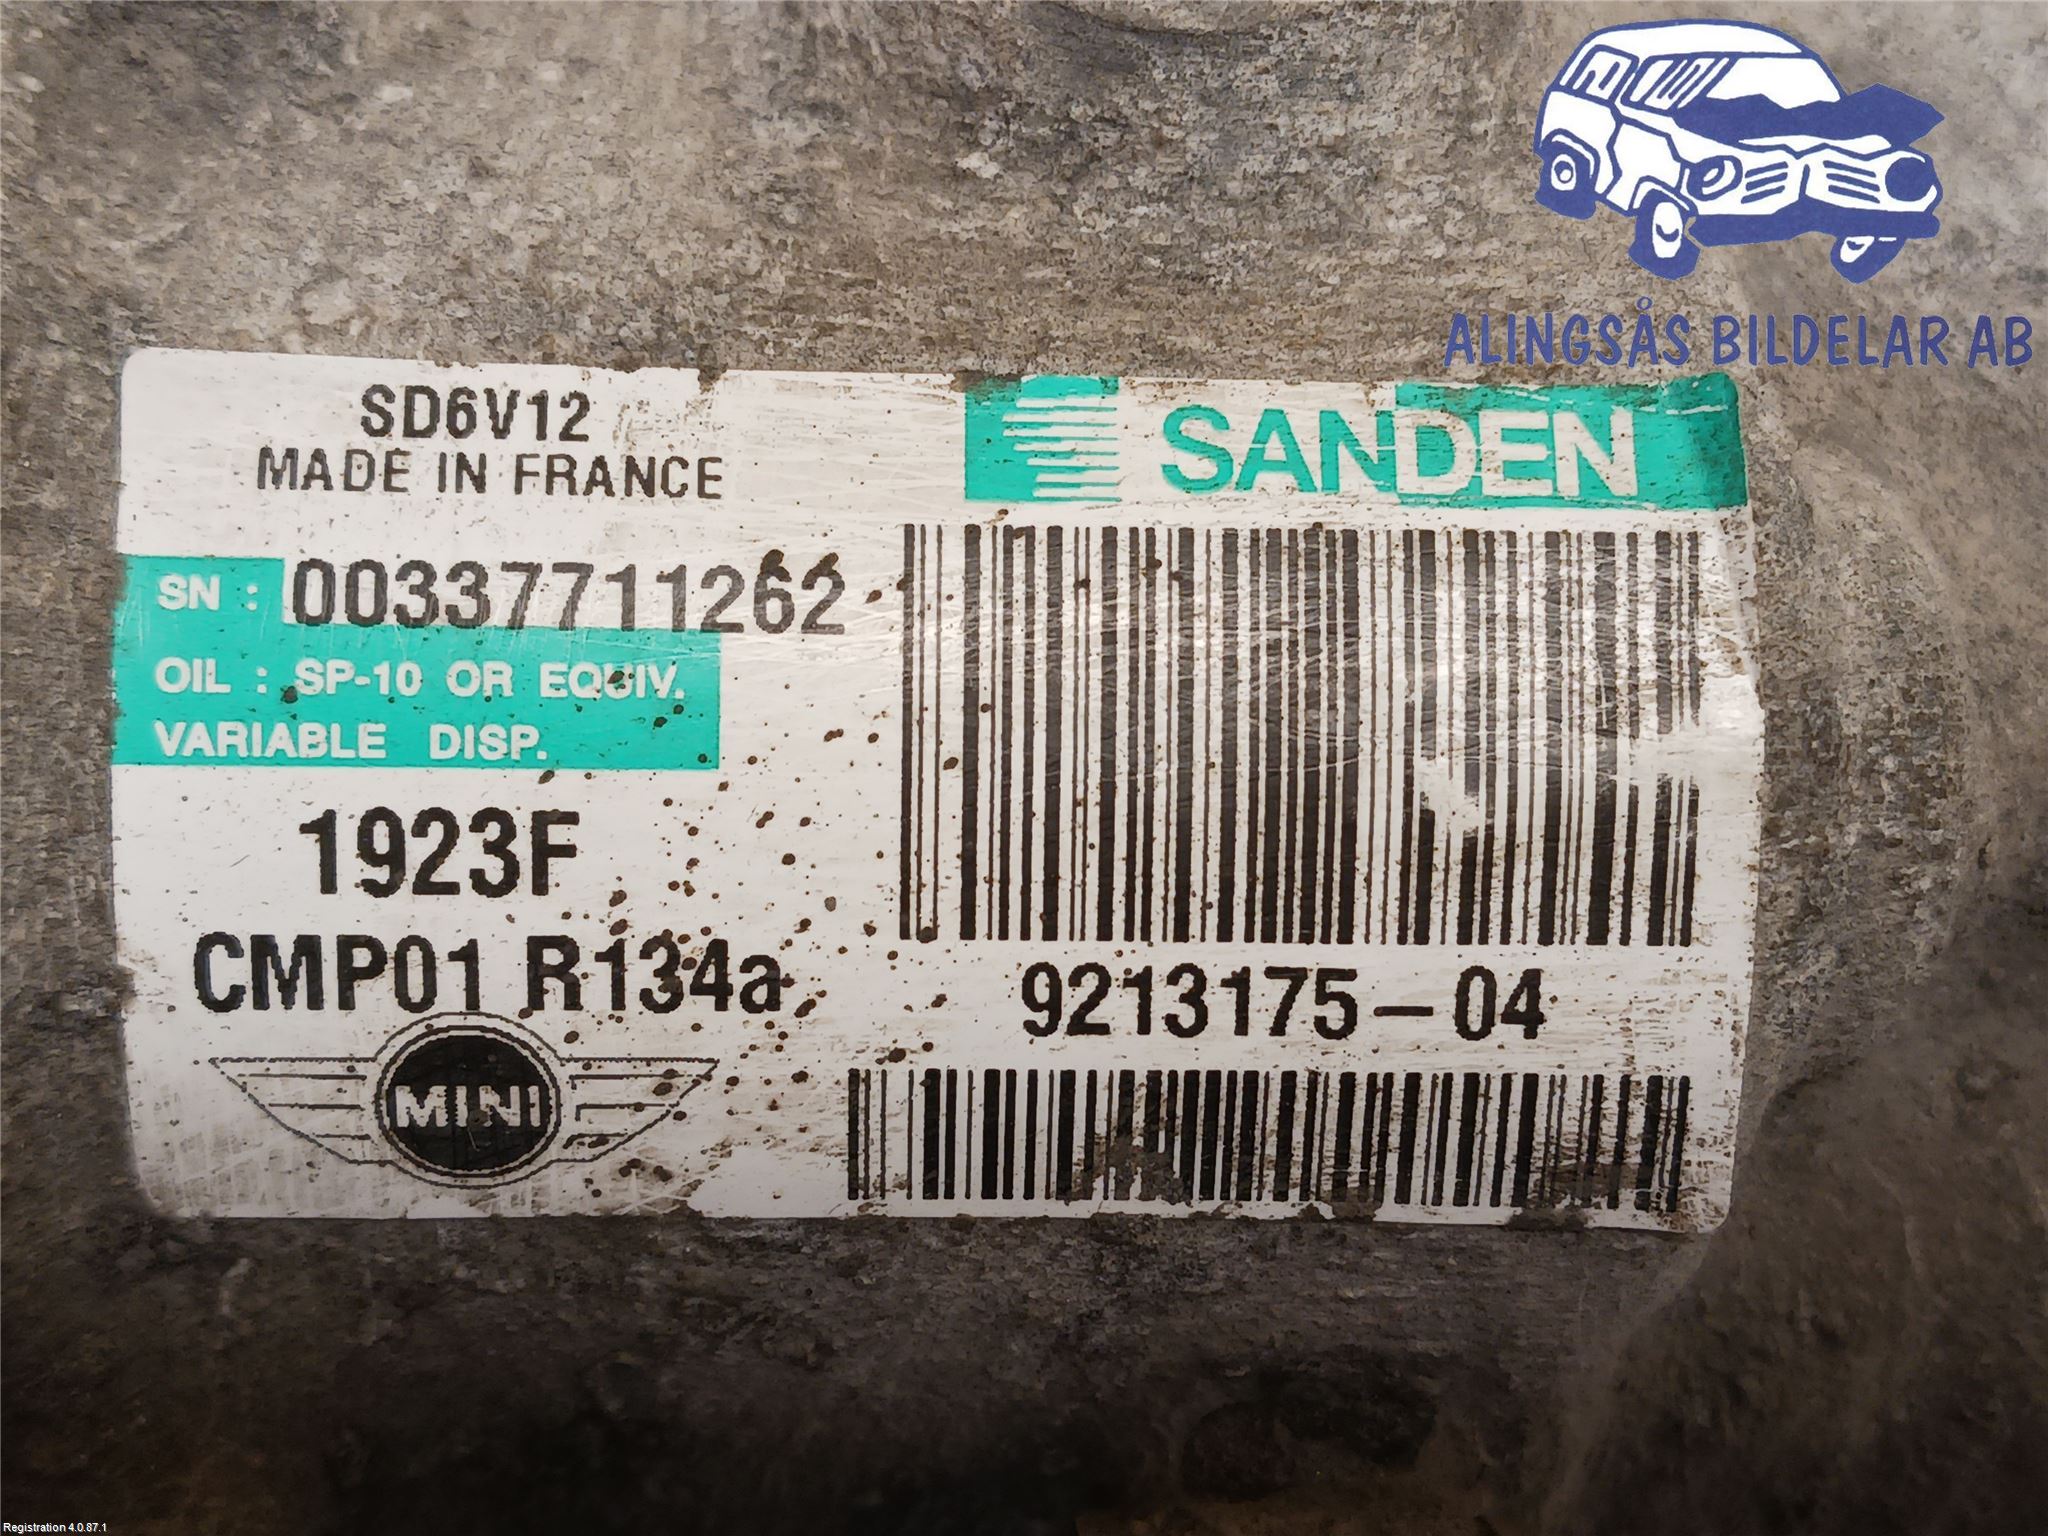 ALINGSÅS BILDELAR AB
SD6V12
MADE IN FRANCE
SANDEN
SN : 00337711262
OIL : SP-10 OR EQUIV.
VARIABLE DISP.
1923F
CMP01 R134a
9213175-04
MINI
Registration 4.0.87.1